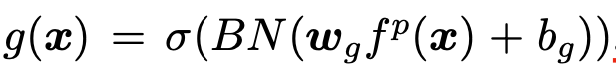 g(x) = σ(BN(w_g f^p(x) + b_g))